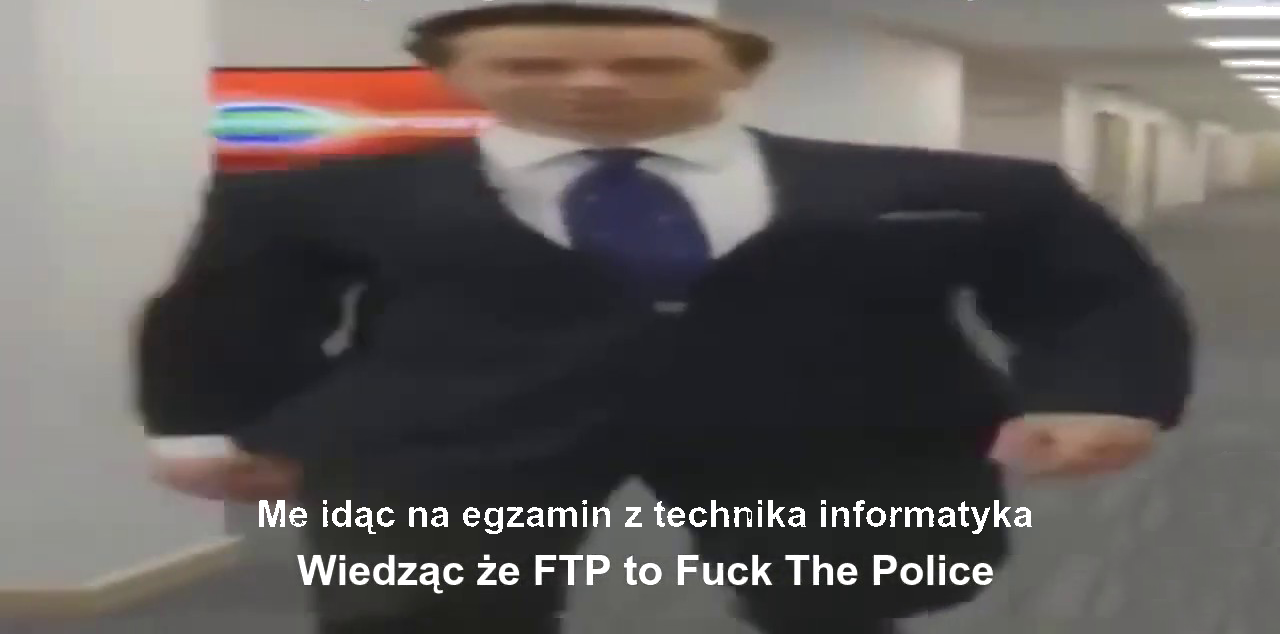 Me idąc na egzamin z technika informatyka
Wiedząc że FTP to Fuck The Police